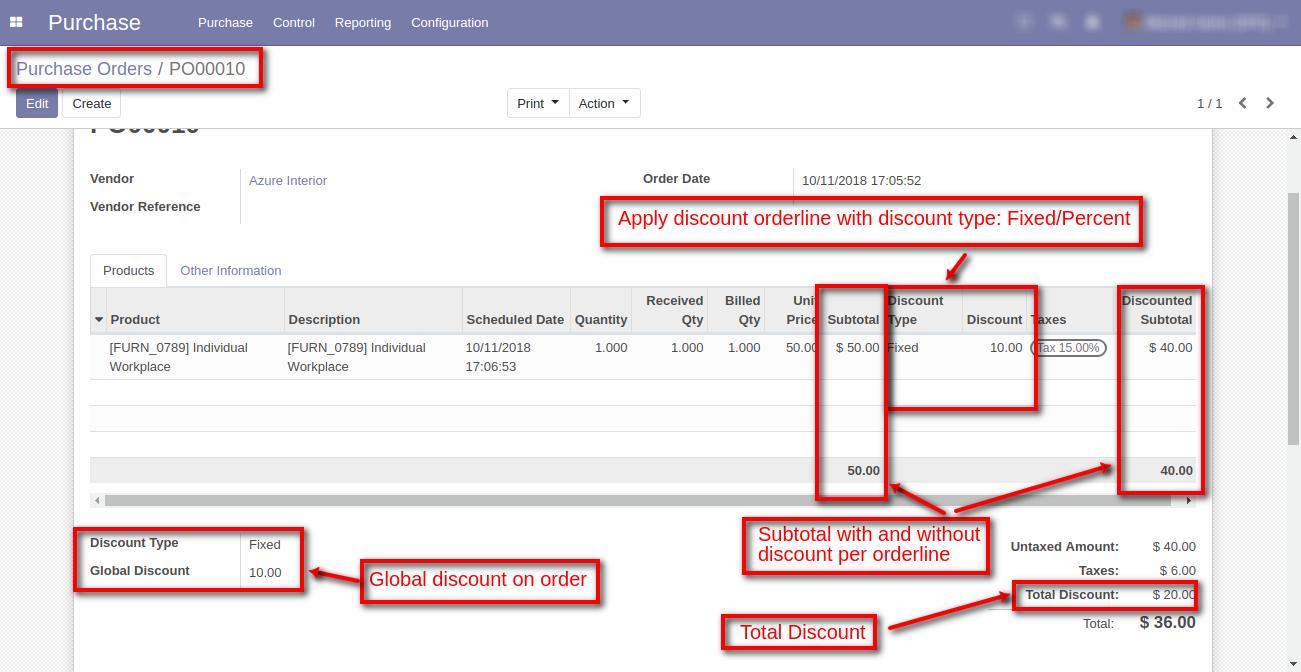 Purchase Purchase Control Reporting Configuration
Purchase Orders / PO00010
Edit Create Print Action 1 / 1
PO00010
Vendor Azure Interior Order Date 10/11/2018 17:05:52
Vendor Reference
Apply discount orderline with discount type: Fixed/Percent
Products Other Information
Product Description Scheduled Date Quantity Received Qty Billed Qty Unit Price Subtotal Discount Type Discount Taxes Discounted Subtotal
[FURN_0789] Individual Workplace [FURN_0789] Individual Workplace 10/11/2018 17:06:53 1.000 1.000 1.000 50.00 $ 50.00 Fixed 10.00 Tax 15.00% $ 40.00
50.00 40.00
Subtotal with and without
discount per orderline
Discount Type Fixed
Global Discount 10.00
Global discount on order
Untaxed Amount: $ 40.00
Taxes: $ 6.00
Total Discount: $ 20.00
Total Discount
Total: $ 36.00